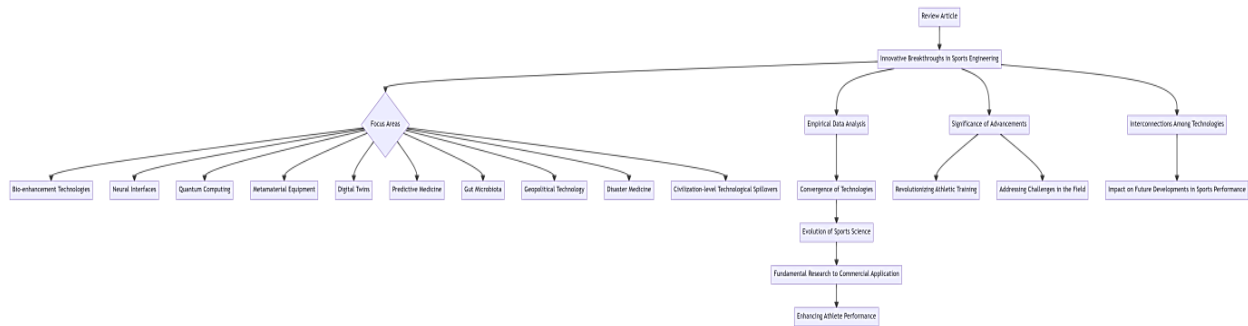 Review Article
Innovative Breakthroughs in Sports Engineering
Focus Areas
Empirical Data Analysis
Significance of Advancements
Interconnections Among Technologies
Bio-enhancement Technologies
Neural Interfaces
Quantum Computing
Metamaterial Equipment
Digital Twins
Predictive Medicine
Gut Microbiota
Geopolitical Technology
Disaster Medicine
Civilization-level Technological Spillovers
Convergence of Technologies
Revolutionizing Athletic Training
Addressing Challenges in the Field
Impact on Future Developments in Sports Performance
Evolution of Sports Science
Fundamental Research to Commercial Application
Enhancing Athlete Performance